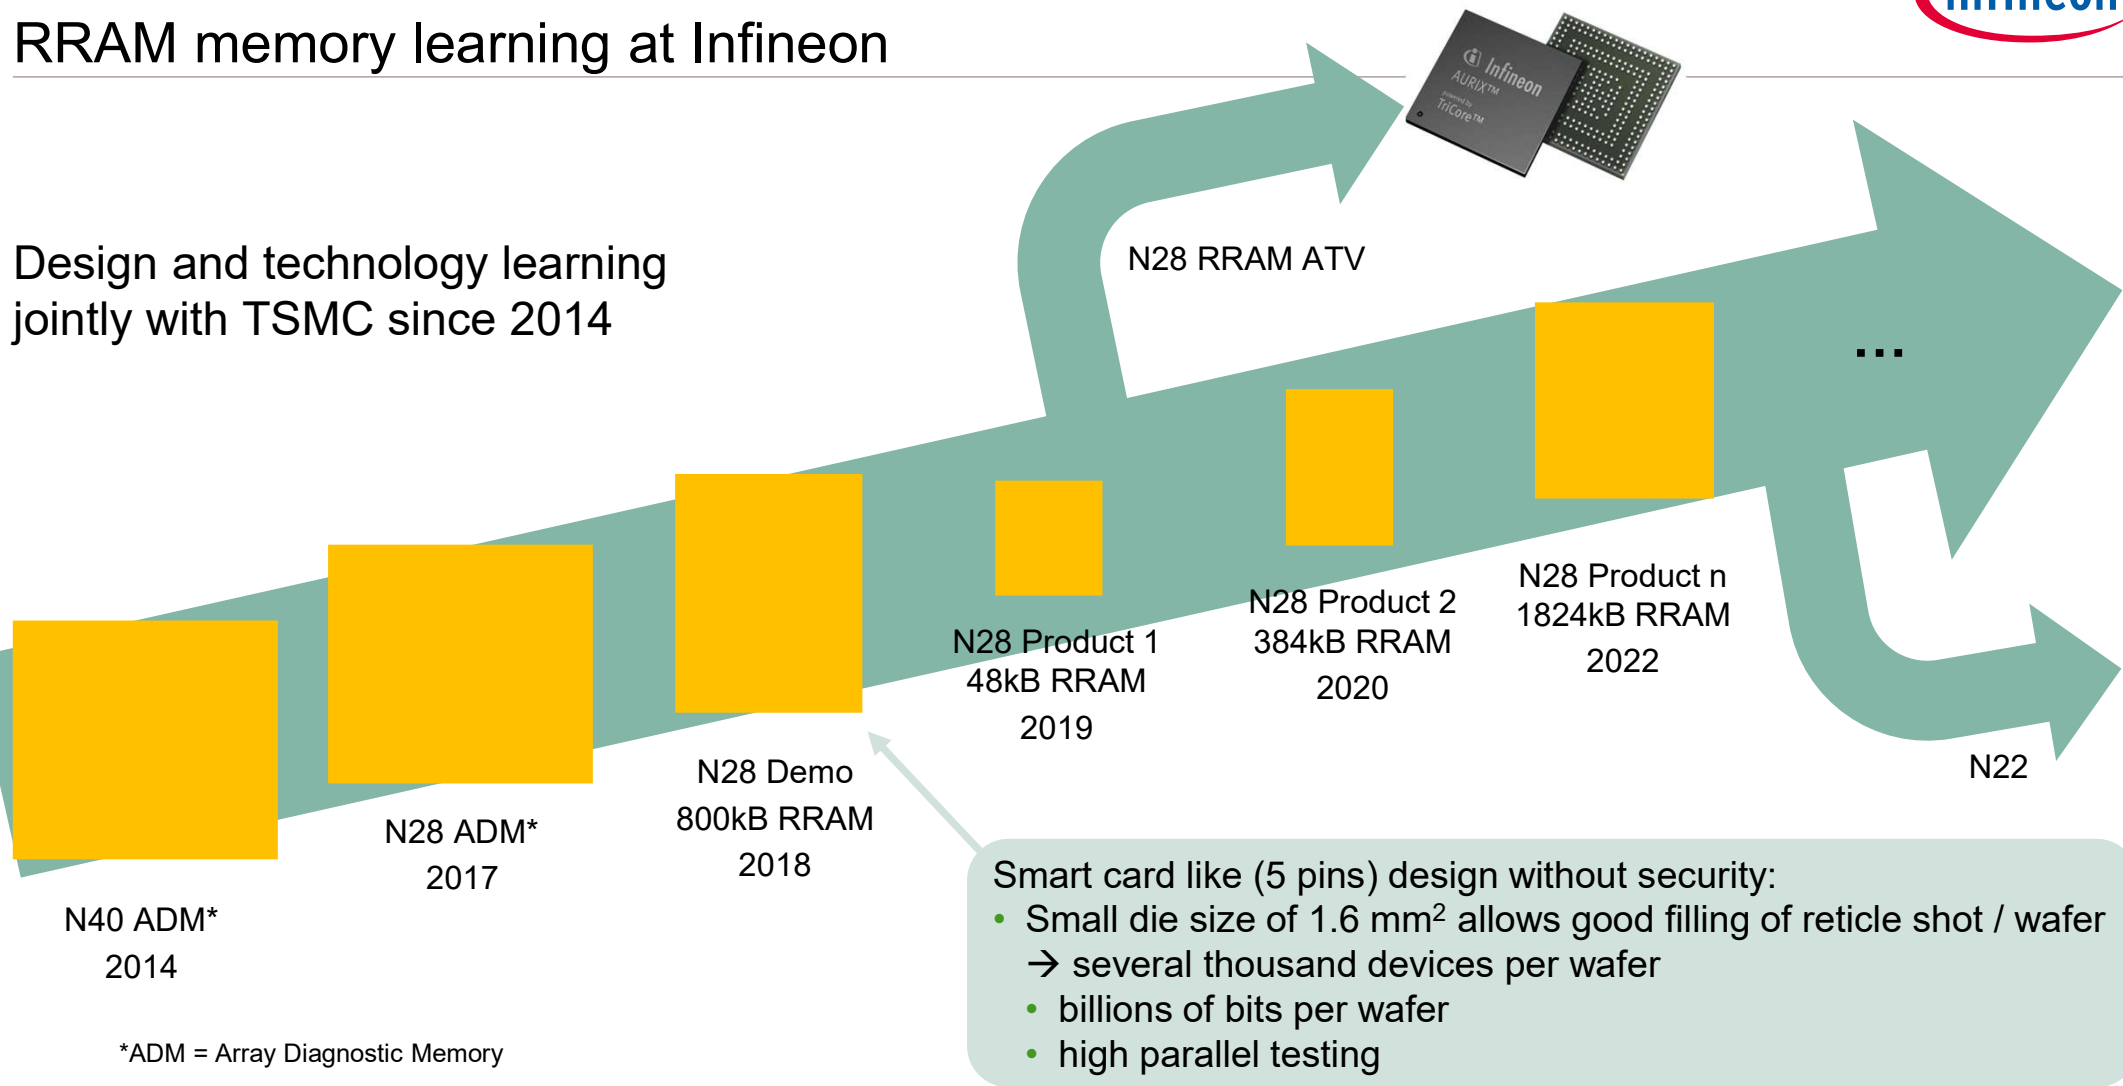 RRAM memory learning at Infineon
Infineon
Infineon
AURIX™
powered by
TriCore™
Design and technology learning
jointly with TSMC since 2014
N28 RRAM ATV
...
N28 Product n
1824kB RRAM
2022
N28 Product 2
384kB RRAM
2020
N28 Product 1
48kB RRAM
2019
N28 Demo
800kB RRAM
2018
N28 ADM*
2017
N40 ADM*
2014
N22
Smart card like (5 pins) design without security:
• Small die size of 1.6 mm² allows good filling of reticle shot / wafer
→ several thousand devices per wafer
• billions of bits per wafer
• high parallel testing
*ADM = Array Diagnostic Memory